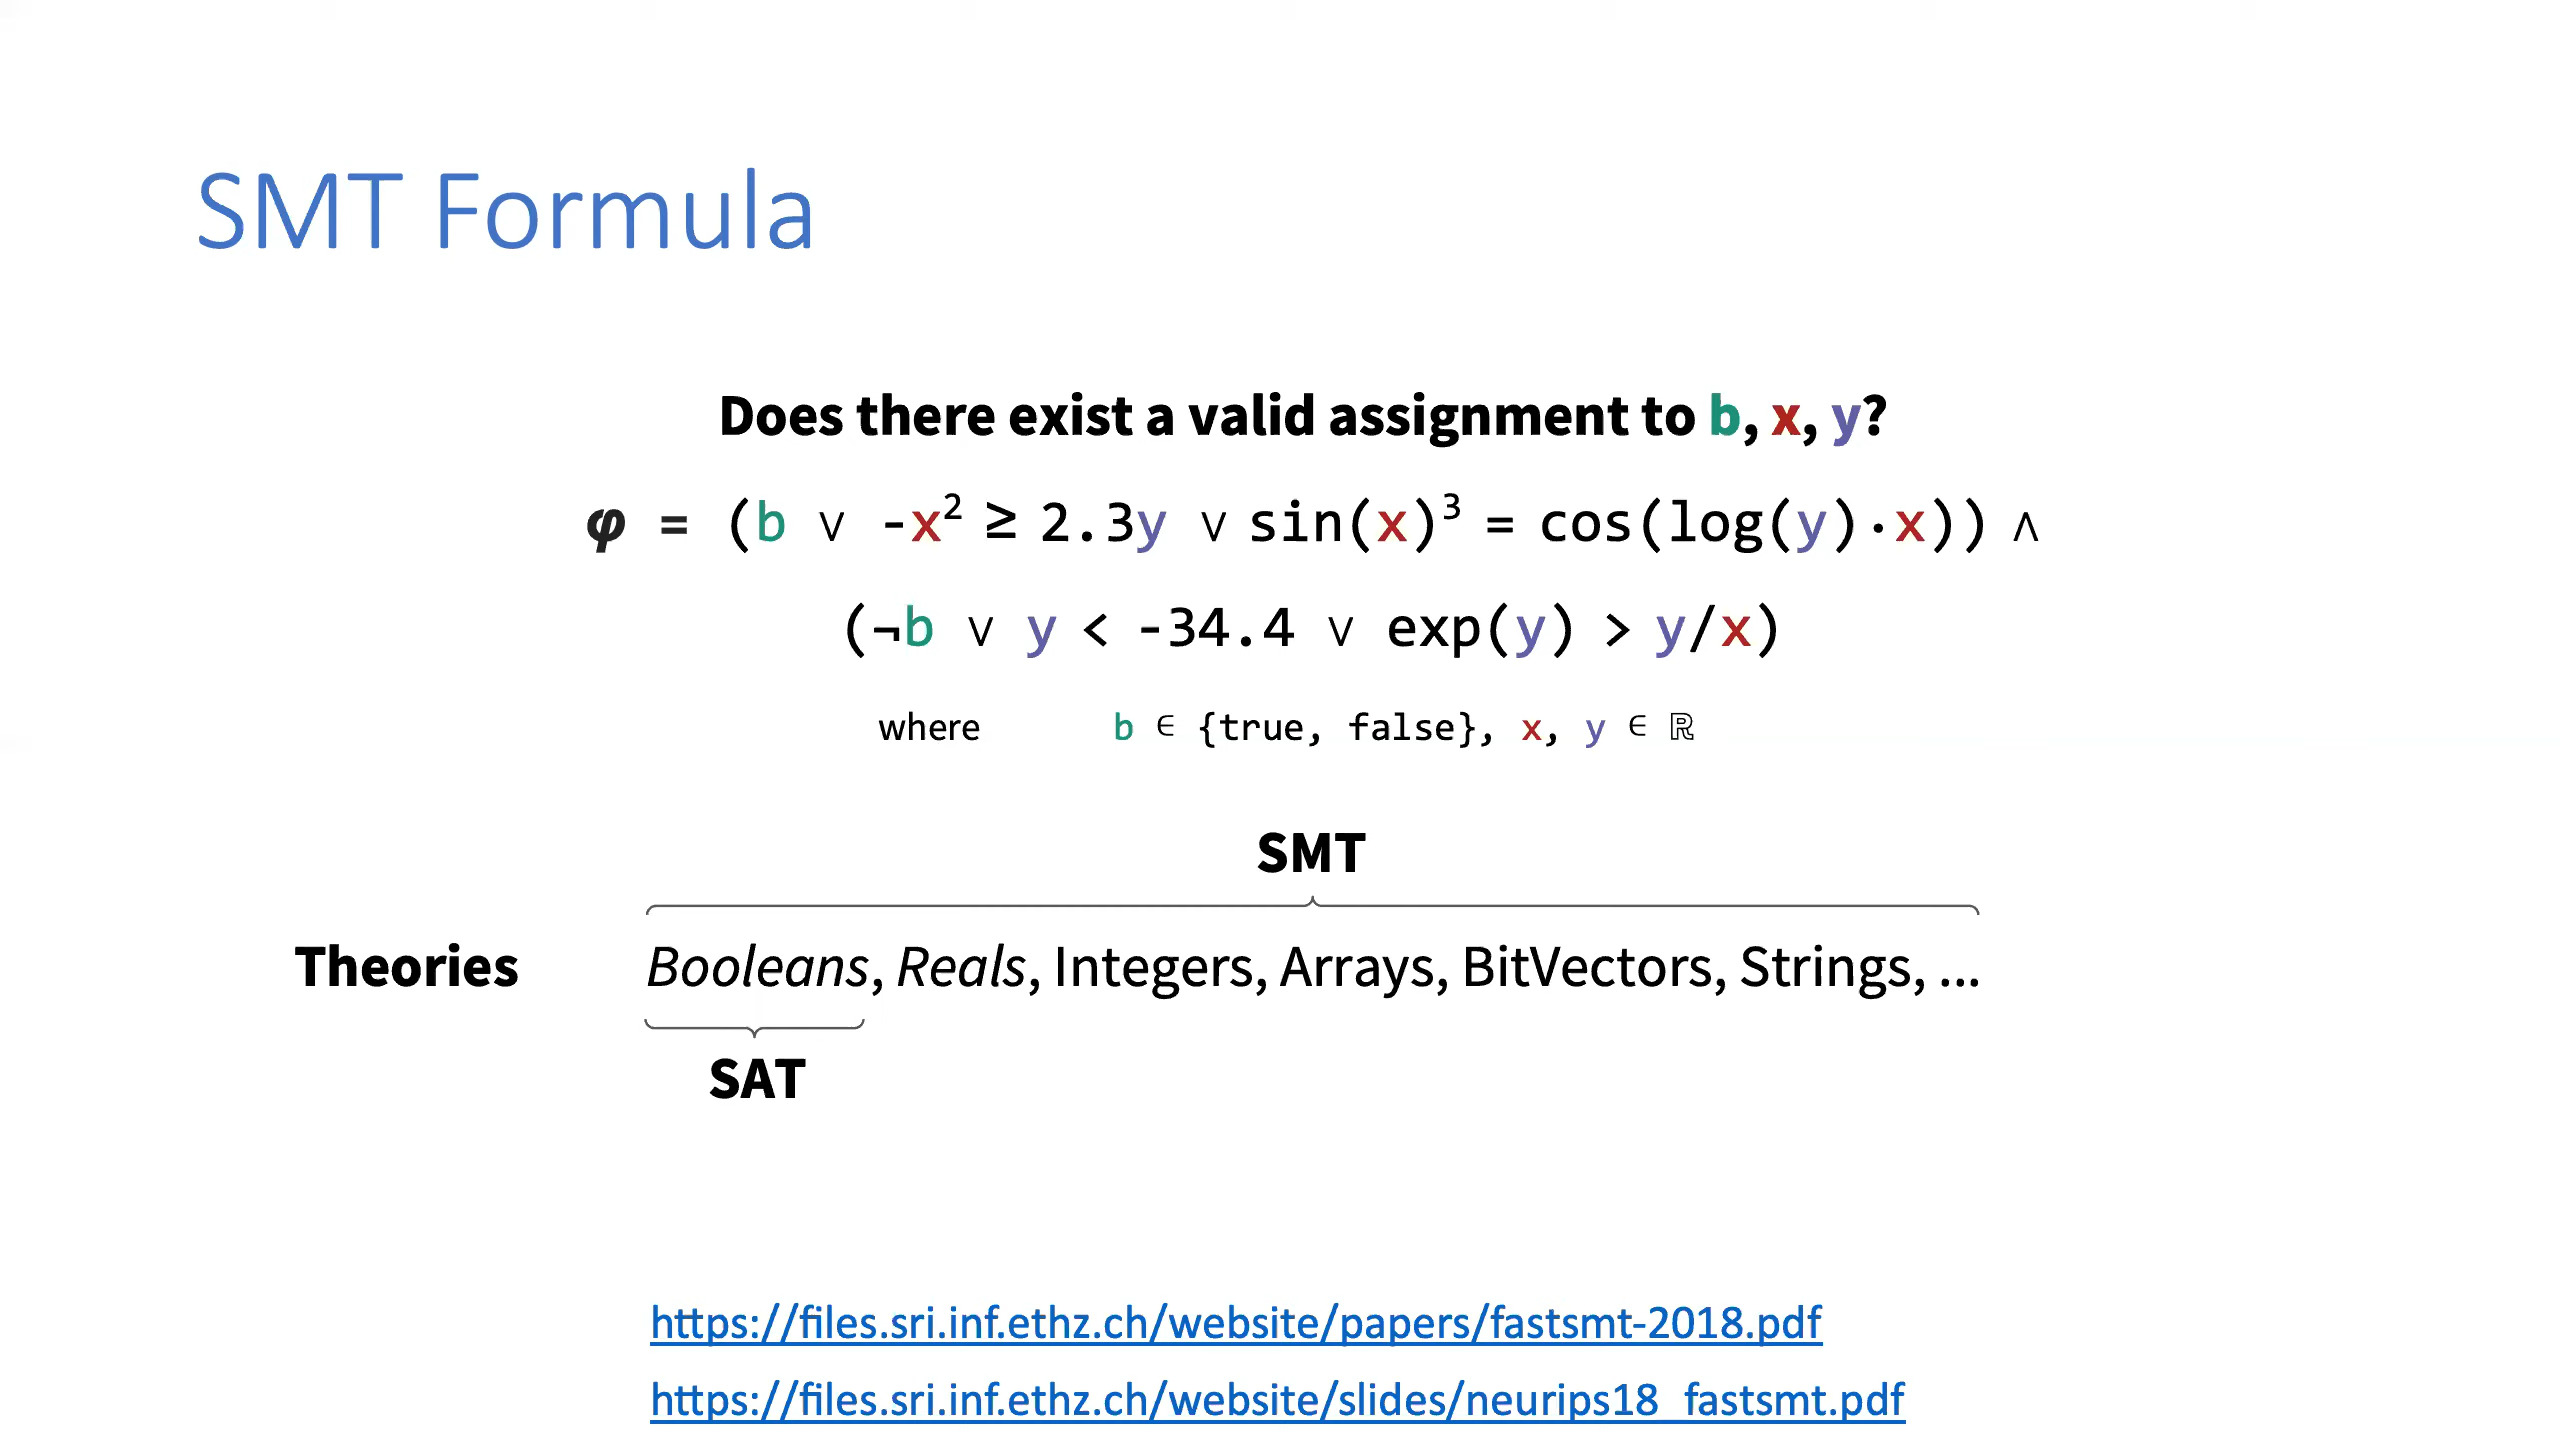 SMT Formula
Does there exist a valid assignment to b, x, y?
φ = (b ∨ -x² ≥ 2.3y ∨ sin(x)³ = cos(log(y)·x)) ∧
(¬b ∨ y < -34.4 ∨ exp(y) > y/x)
where b ∈ {true, false}, x, y ∈ ℝ
SMT
Theories Booleans, Reals, Integers, Arrays, BitVectors, Strings, ...
SAT
https://files.sri.inf.ethz.ch/website/papers/fastsmt-2018.pdf
https://files.sri.inf.ethz.ch/website/slides/neurips18_fastsmt.pdf